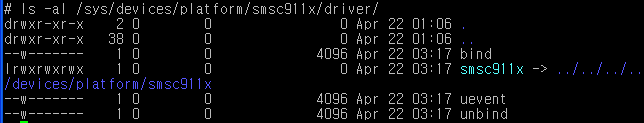 # ls -al /sys/devices/platform/smsc911x/driver/
drwxr-xr-x 2 0 0 0 Apr 22 01:06 .
drwxr-xr-x 38 0 0 0 Apr 22 01:06 ..
--w------- 1 0 0 4096 Apr 22 03:17 bind
lrwxrwxrwx 1 0 0 0 Apr 22 03:17 smsc911x -> ../../../..
/devices/platform/smsc911x
--w------- 1 0 0 4096 Apr 22 03:17 uevent
--w------- 1 0 0 4096 Apr 22 03:17 unbind